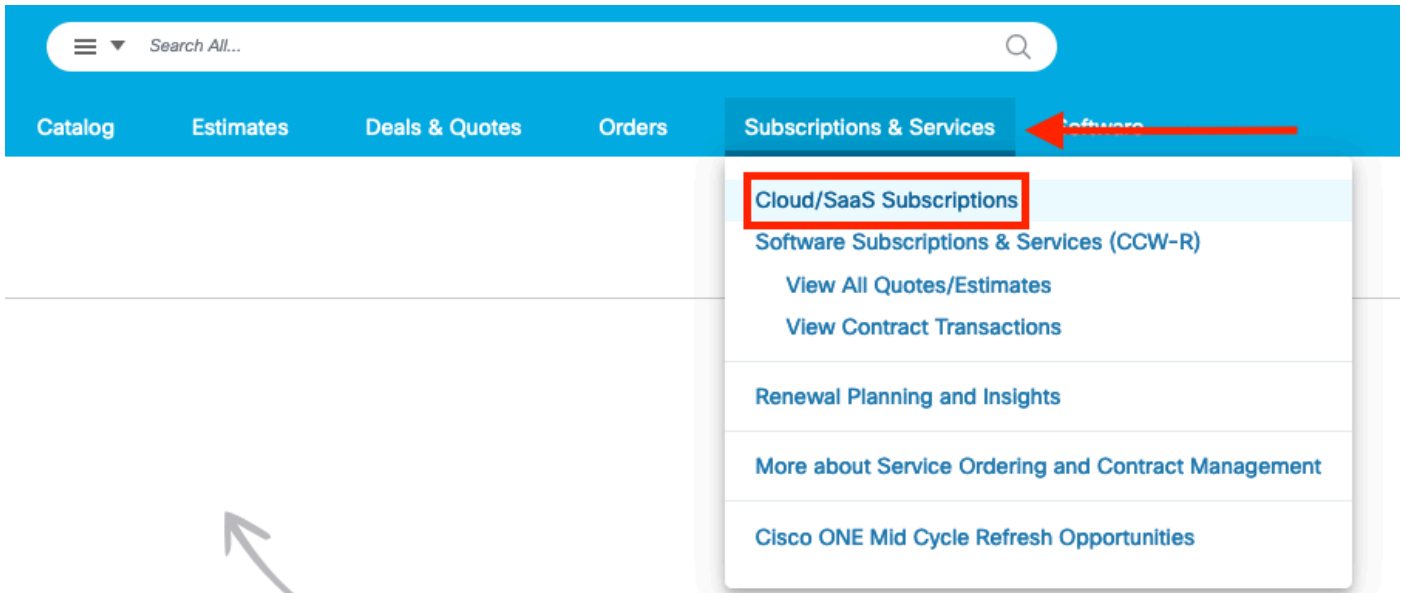 Search All...
Catalog Estimates Deals & Quotes Orders Subscriptions & Services Software
Cloud/SaaS Subscriptions
Software Subscriptions & Services (CCW-R)
View All Quotes/Estimates
View Contract Transactions
Renewal Planning and Insights
More about Service Ordering and Contract Management
Cisco ONE Mid Cycle Refresh Opportunities